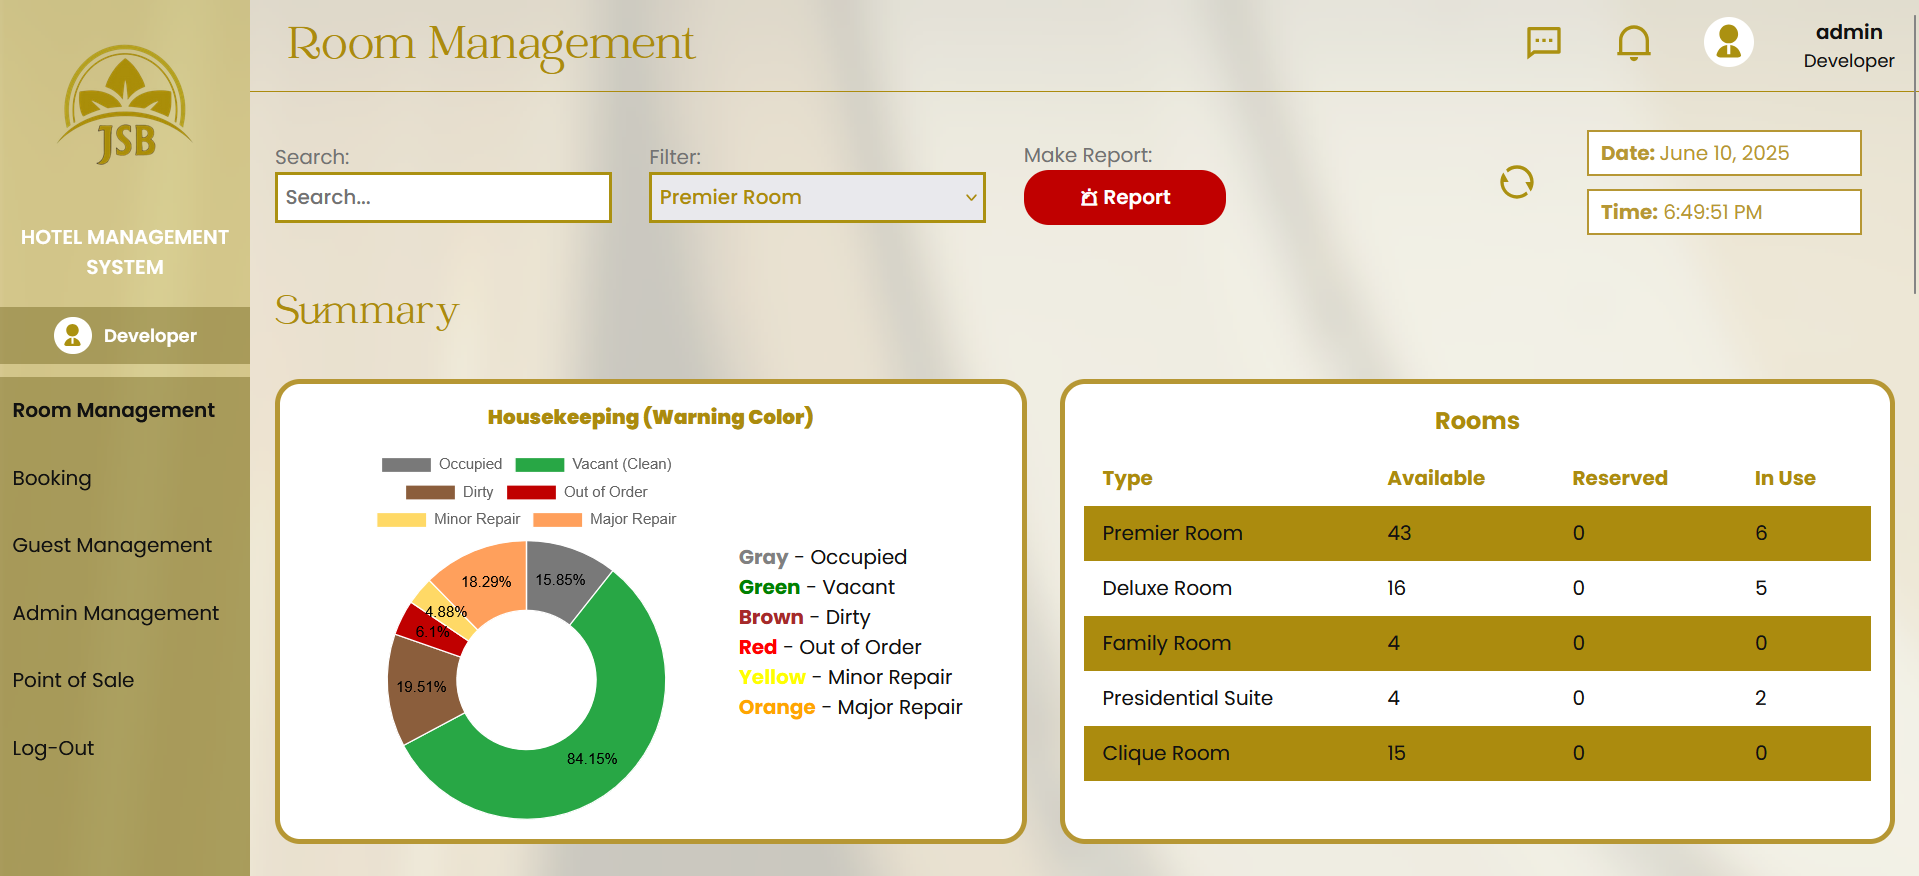 JSB
HOTEL MANAGEMENT
SYSTEM
Developer
Room Management
Booking
Guest Management
Admin Management
Point of Sale
Log-Out
Room Management
admin
Developer
Search:
Search...
Filter:
Premier Room
Make Report:
Report
Date: June 10, 2025
Time: 6:49:51 PM
Summary
Housekeeping (Warning Color)
Occupied Vacant (Clean)
Dirty Out of Order
Minor Repair Major Repair
18.29% 15.85%
4.88%
6.1%
19.51%
84.15%
Gray - Occupied
Green - Vacant
Brown - Dirty
Red - Out of Order
Yellow - Minor Repair
Orange - Major Repair
Rooms
Type Available Reserved In Use
Premier Room 43 0 6
Deluxe Room 16 0 5
Family Room 4 0 0
Presidential Suite 4 0 2
Clique Room 15 0 0